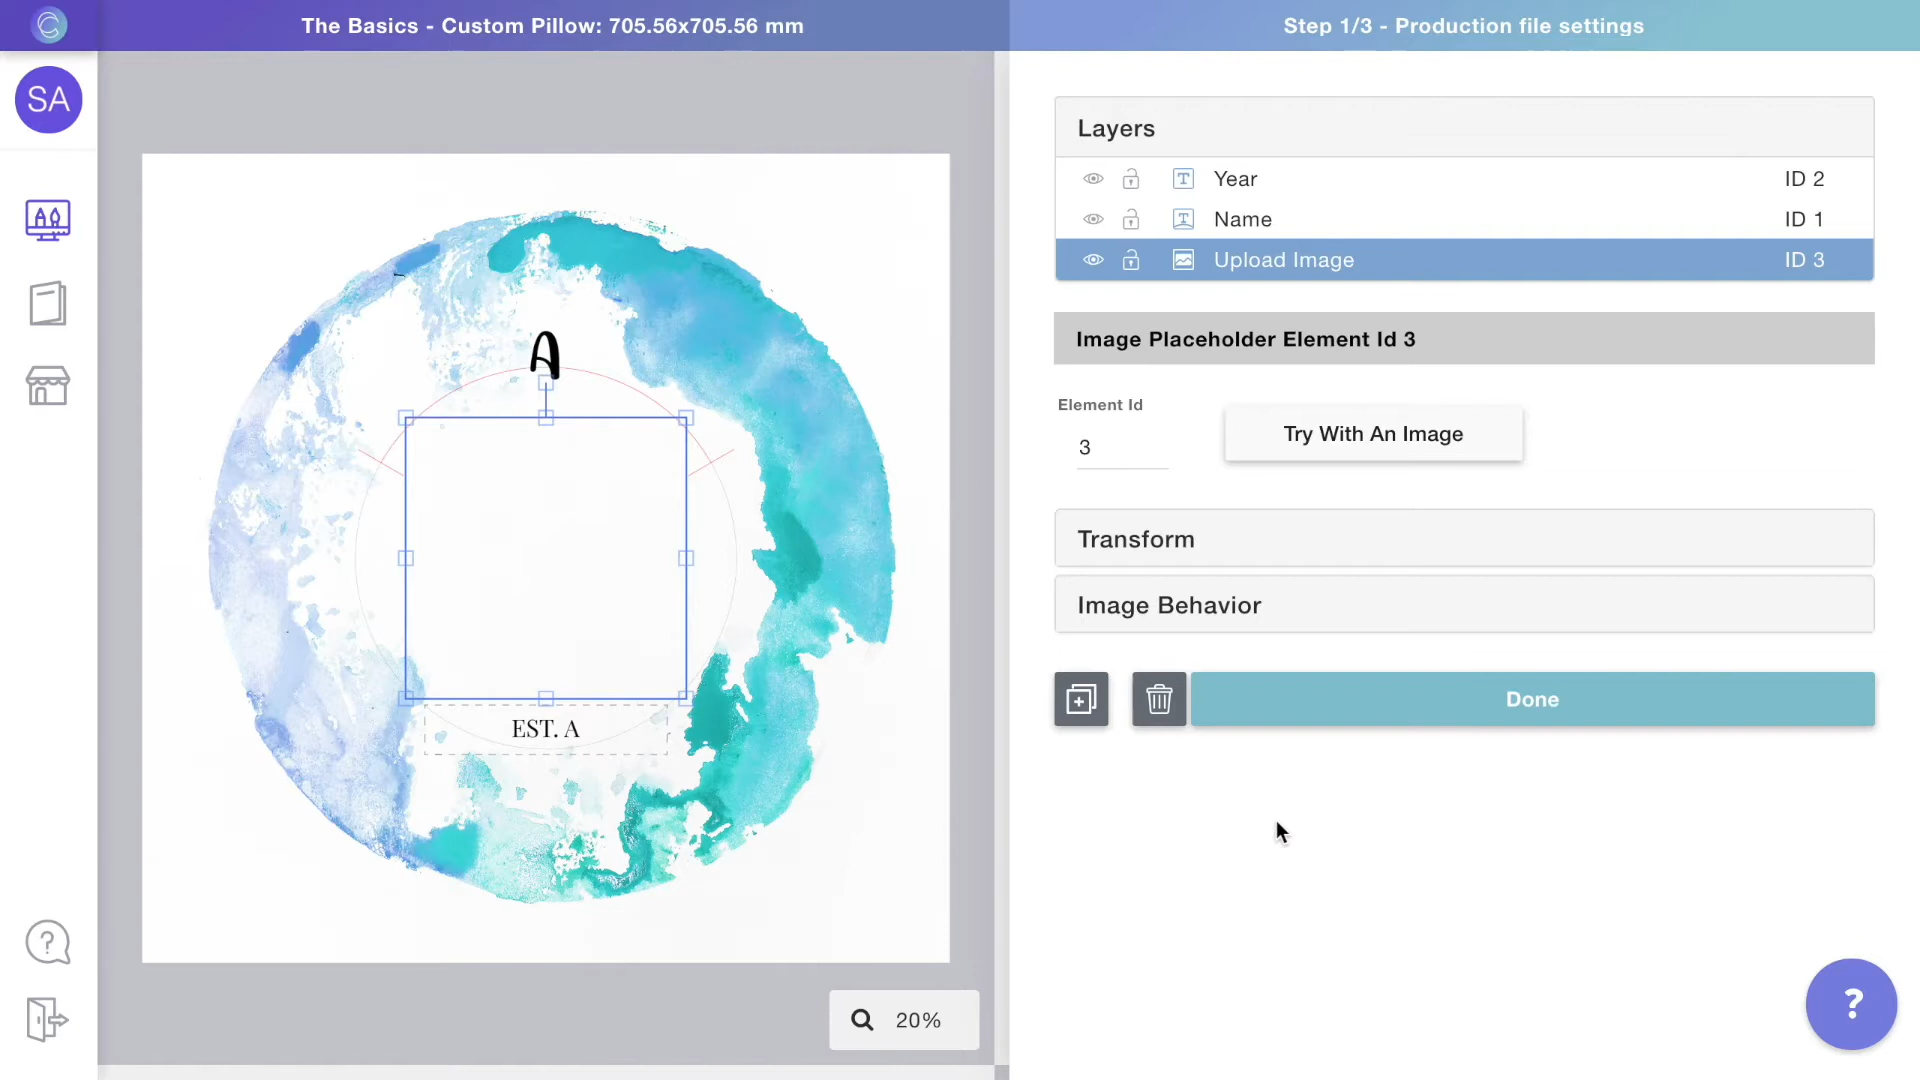 The Basics - Custom Pillow: 705.56x705.56 mm
Step 1/3 - Production file settings
SA
Layers
Year ID 2
Name ID 1
Upload Image ID 3
Image Placeholder Element Id 3
Element Id
3
Try With An Image
Transform
Image Behavior
Done
A
EST. A
20%
?
?